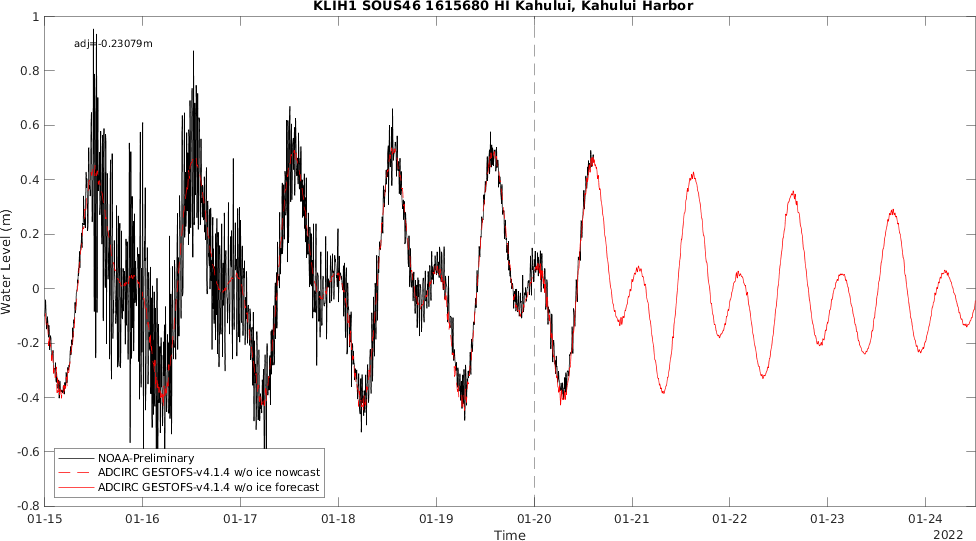 KLIH1 SOUS46 1615680 HI Kahului, Kahului Harbor
adj=-0.23079m
1
0.8
0.6
0.4
0.2
0
-0.2
-0.4
-0.6
-0.8
Water Level (m)
NOAA-Preliminary
ADCIRC GESTOFS-v4.1.4 w/o ice nowcast
ADCIRC GESTOFS-v4.1.4 w/o ice forecast
01-15 01-16 01-17 01-18 01-19 01-20 01-21 01-22 01-23 01-24
Time
2022